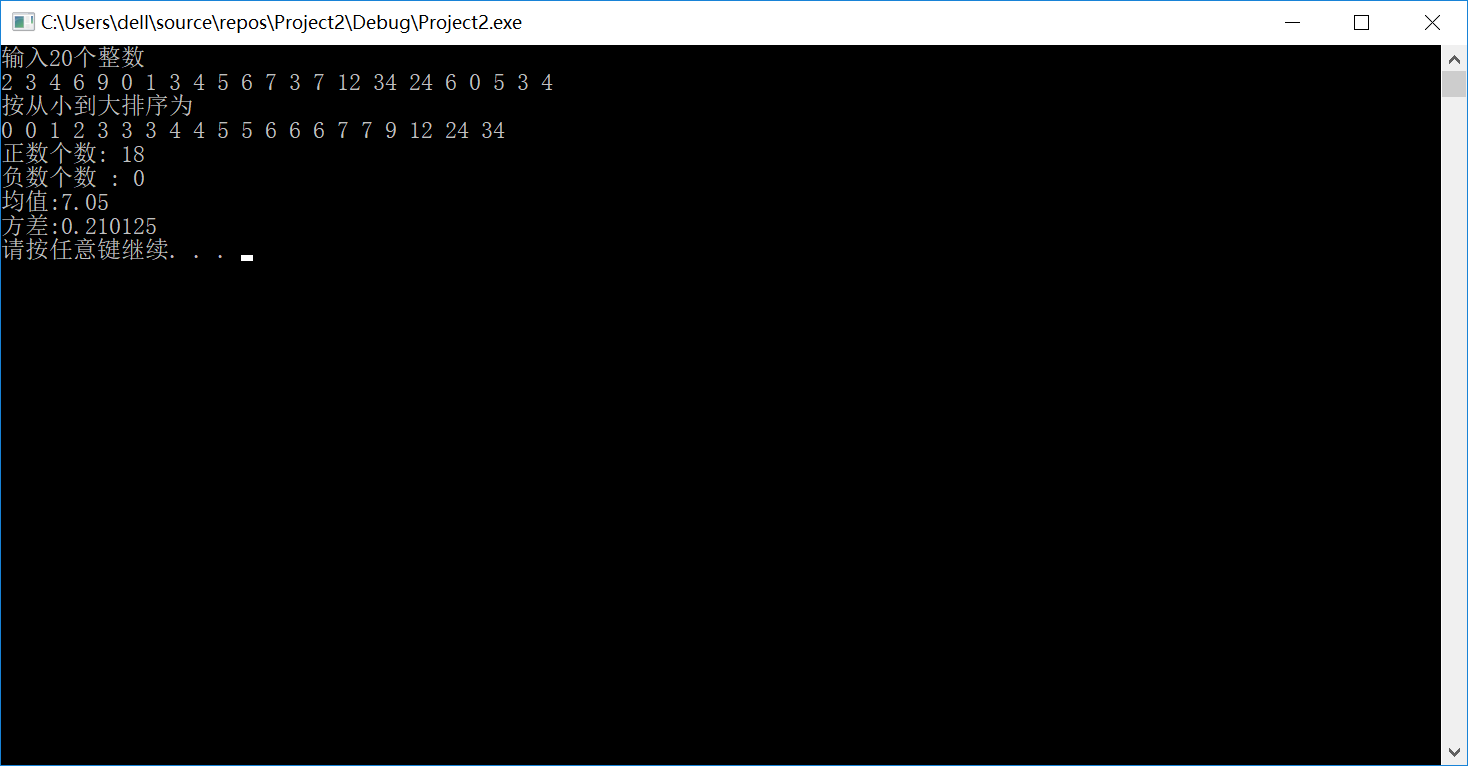 C:\Users\dell\source\repos\Project2\Debug\Project2.exe
输入20个整数
2 3 4 6 9 0 1 3 4 5 6 7 3 7 12 34 24 6 0 5 3 4
按从小到大排序为
0 0 1 2 3 3 3 4 4 5 5 6 6 6 7 7 9 12 24 34
正数个数: 18
负数个数 : 0
均值:7.05
方差:0.210125
请按任意键继续. . .